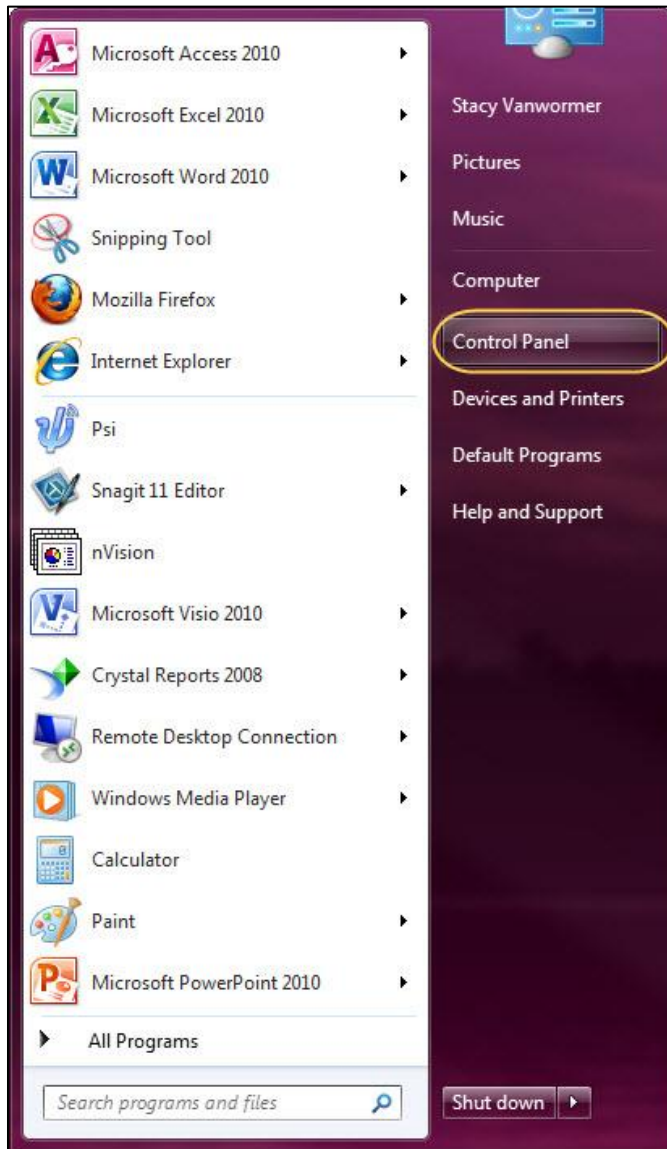 Microsoft Access 2010
Microsoft Excel 2010
Microsoft Word 2010
Snipping Tool
Mozilla Firefox
Internet Explorer
Psi
Snagit 11 Editor
nVision
Microsoft Visio 2010
Crystal Reports 2008
Remote Desktop Connection
Windows Media Player
Calculator
Paint
Microsoft PowerPoint 2010
All Programs
Search programs and files
Stacy Vanwormer
Pictures
Music
Computer
Control Panel
Devices and Printers
Default Programs
Help and Support
Shut down